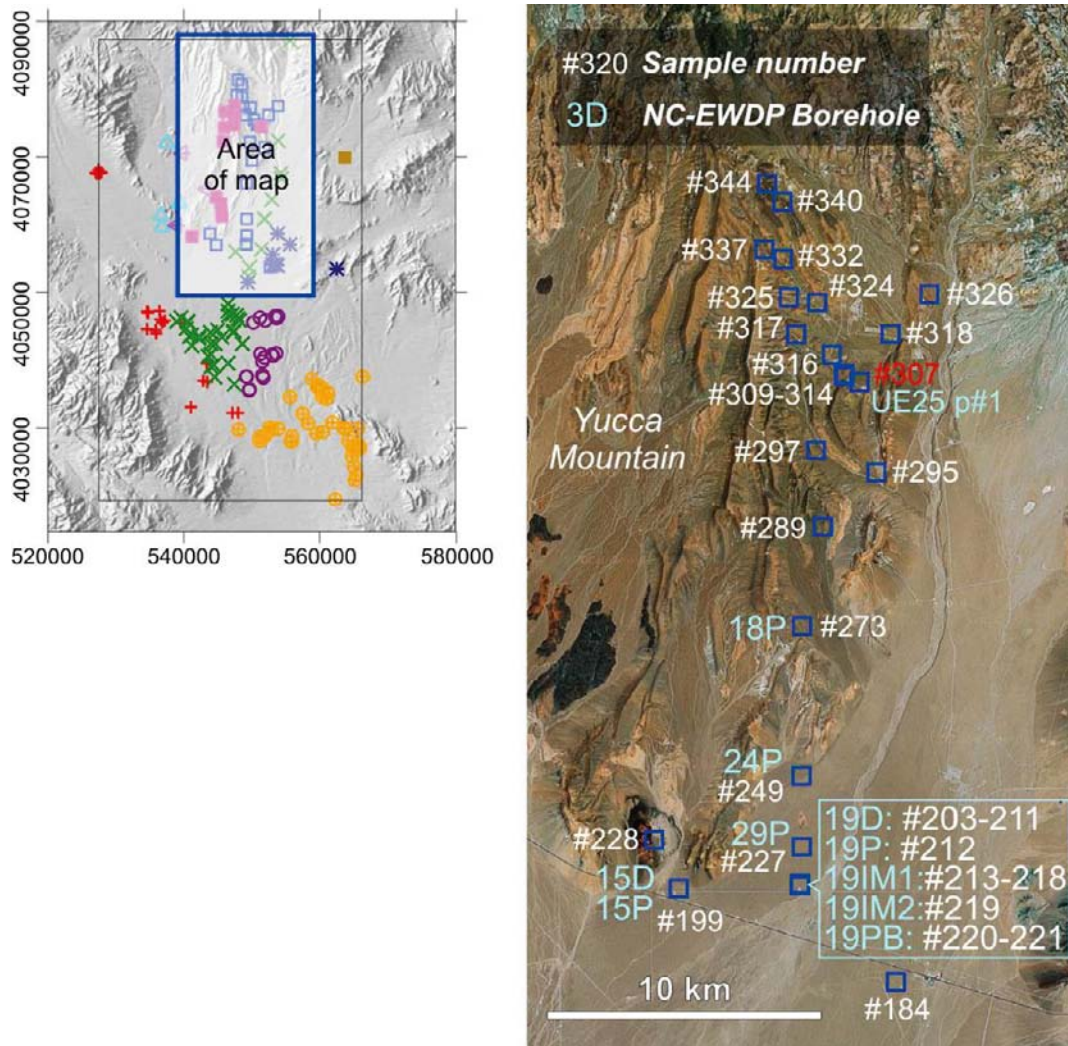 4090000
4070000
4050000
4030000
520000 540000 560000 580000
Area
of map
#320 Sample number
3D NC-EWDP Borehole
#344
#340
#337
#332
#325
#324
#326
#317
#318
#316
#307
#309-314
UE25 p#1
Yucca
Mountain
#297
#295
#289
18P
#273
24P
#249
19D: #203-211
#228
29P
19P: #212
#227
15D
19IM1:#213-218
15P
19IM2:#219
#199
19PB: #220-221
10 km
#184